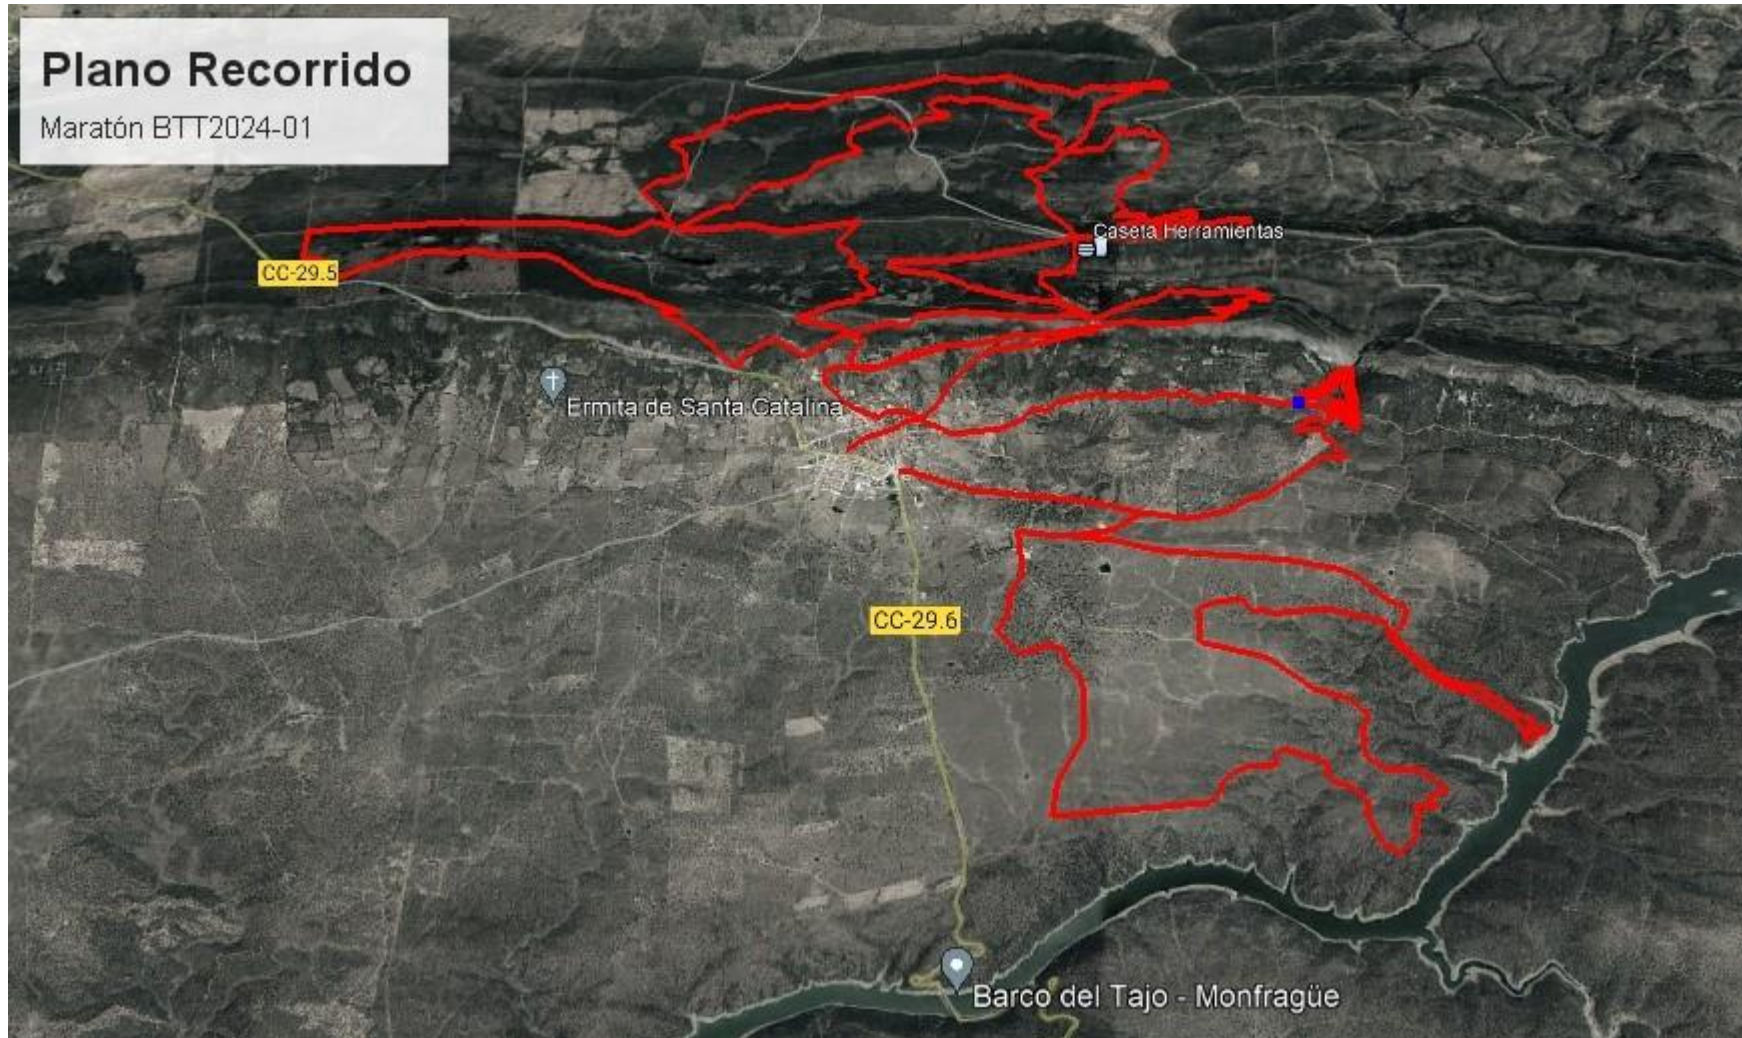 Plano Recorrido
Maratón BTT2024-01
Caseta Herramientas
CC-29.5
Ermita de Santa Catalina
CC-29.6
Barco del Tajo - Monfragüe